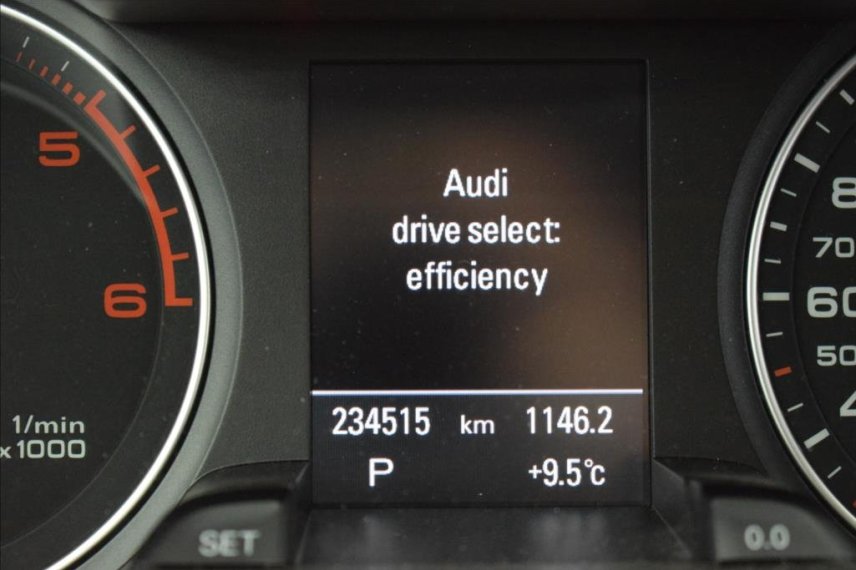 5
6
1/min
x1000
Audi
drive select:
efficiency
234515 km 1146.2
P +9.5°c
SET
0.0
70
60
50